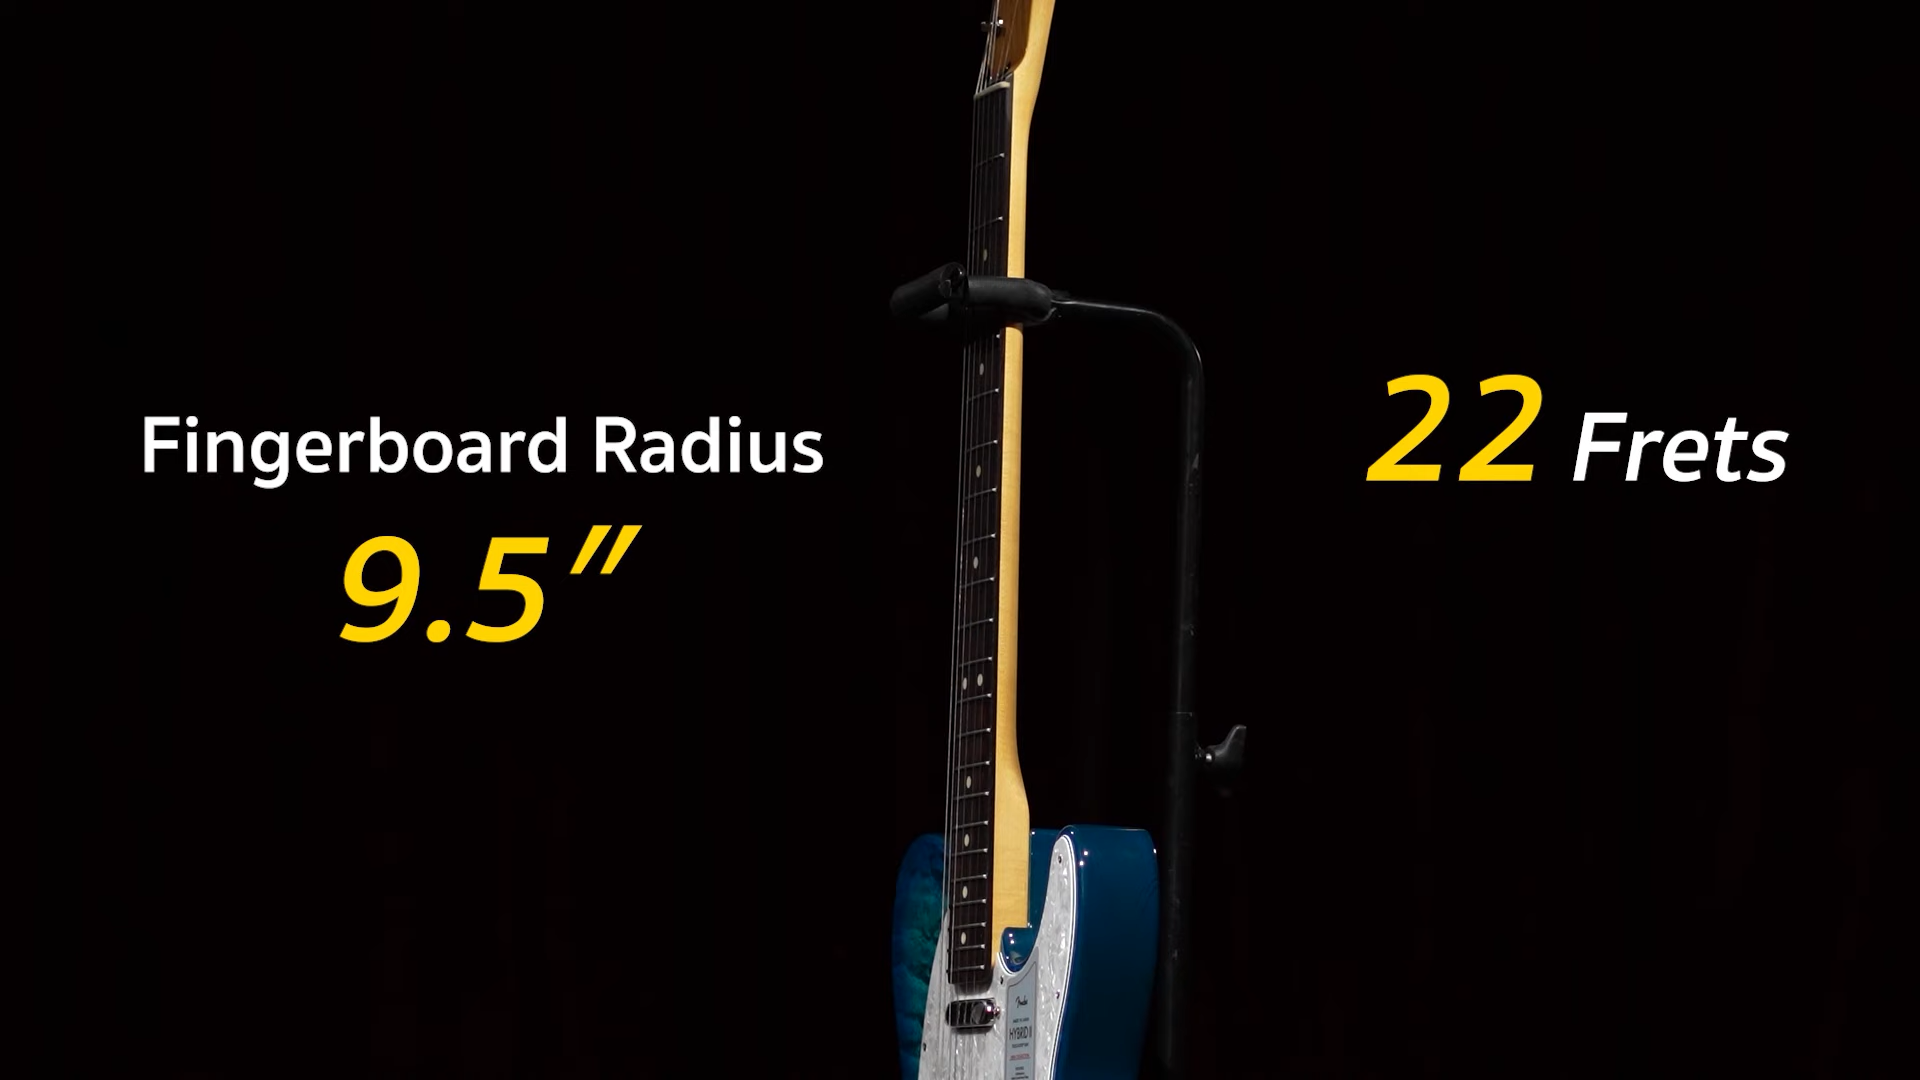 Fingerboard Radius
9.5″
22 Frets
Fender
HYBRID II